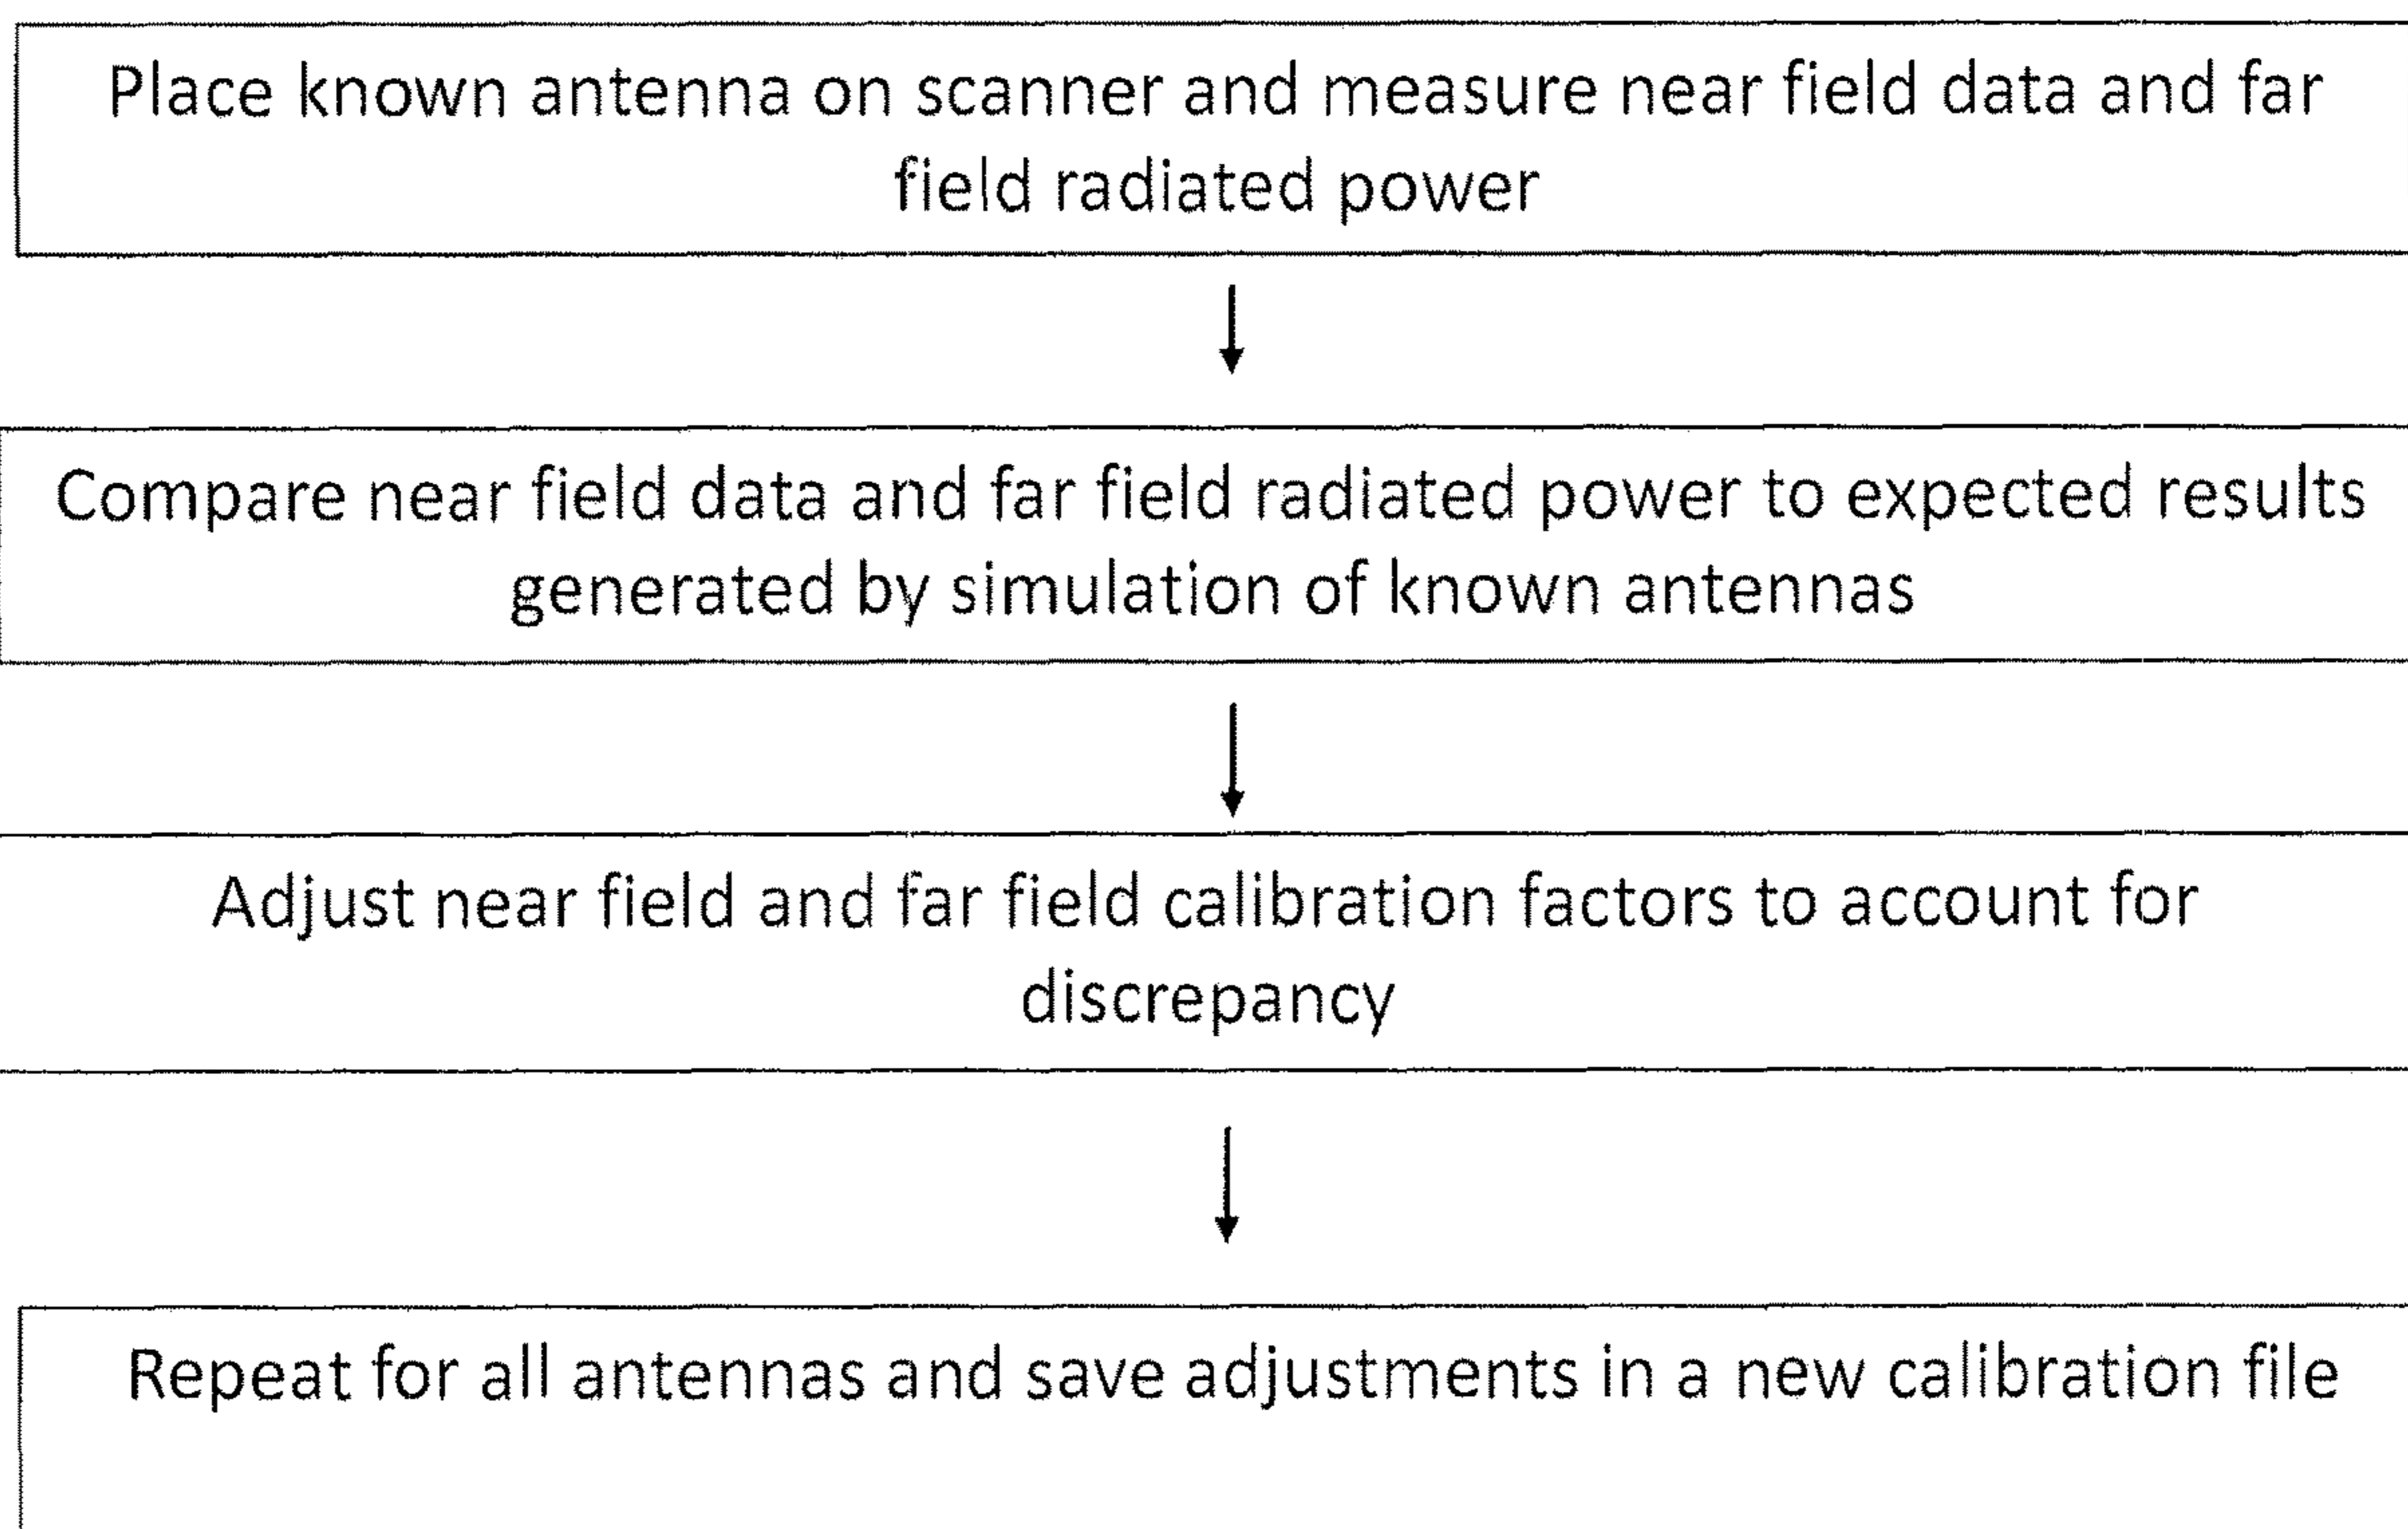 Place known antenna on scanner and measure near field data and far
field radiated power
Compare near field data and far field radiated power to expected results
generated by simulation of known antennas
Adjust near field and far field calibration factors to account for
discrepancy
Repeat for all antennas and save adjustments in a new calibration file